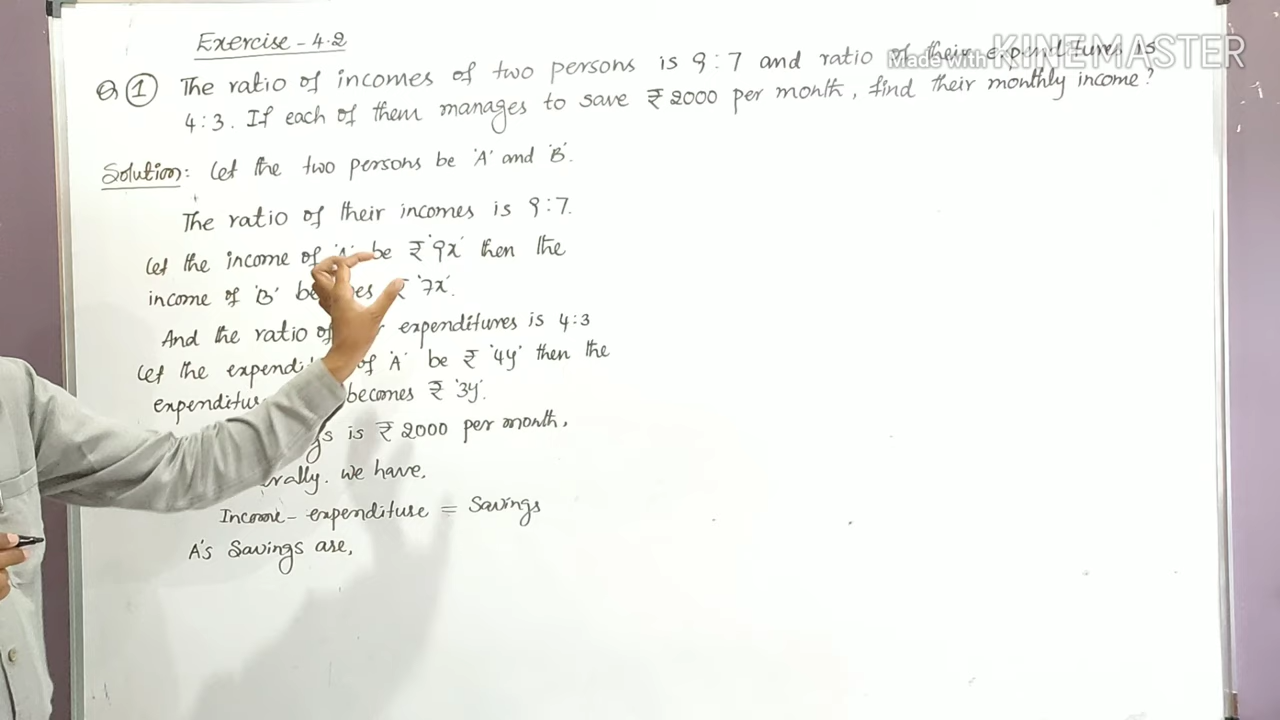 Exercise - 4.2
Made with KINEMASTER
Q ① The ratio of incomes of two persons is 9:7 and ratio of their expenditures is
4:3. If each of them manages to save ₹ 2000 per month, find their monthly income?
Solution: Let the two persons be 'A' and 'B'.
The ratio of their incomes is 9:7.
Let the income of 'A' be ₹ '9x' then the
income of 'B' ₹ '7x'.
And the ratio of expenditures is 4:3
Let the of 'A' be ₹ '4y' then the
becomes ₹ '3y'.
is ₹ 2000 per month,
we have,
Income - expenditure = Savings
A's Savings are,